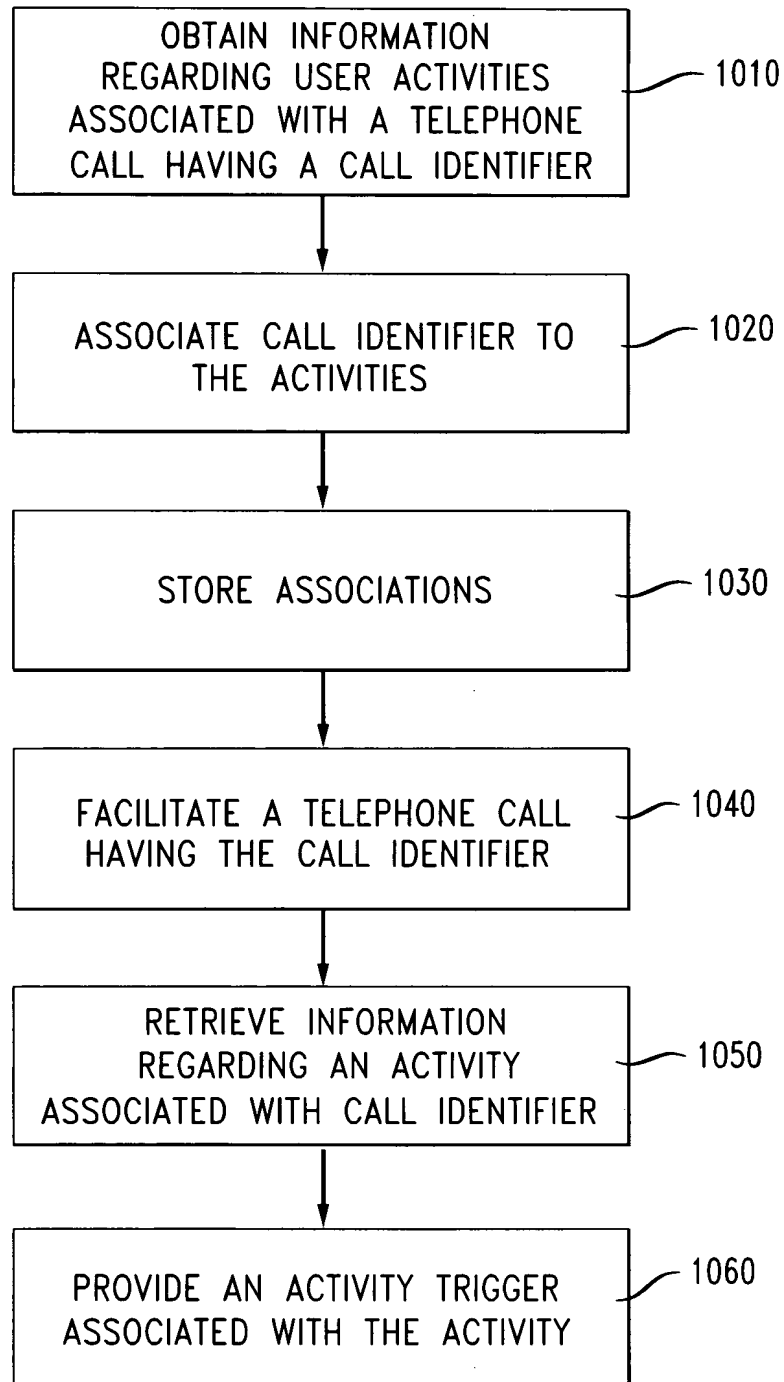 OBTAIN INFORMATION
REGARDING USER ACTIVITIES
ASSOCIATED WITH A TELEPHONE
CALL HAVING A CALL IDENTIFIER
1010
ASSOCIATE CALL IDENTIFIER TO
THE ACTIVITIES
1020
STORE ASSOCIATIONS
1030
FACILITATE A TELEPHONE CALL
HAVING THE CALL IDENTIFIER
1040
RETRIEVE INFORMATION
REGARDING AN ACTIVITY
ASSOCIATED WITH CALL IDENTIFIER
1050
PROVIDE AN ACTIVITY TRIGGER
ASSOCIATED WITH THE ACTIVITY
1060